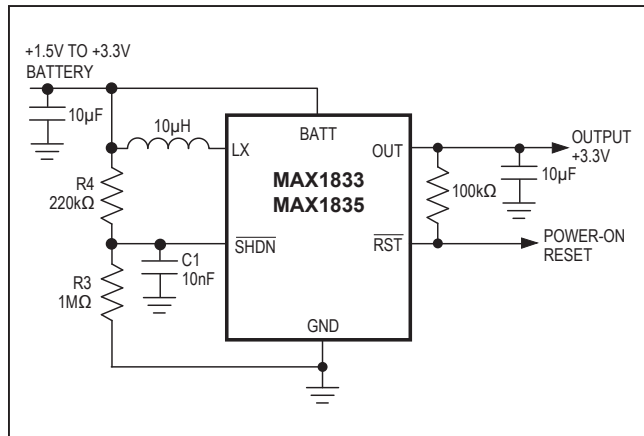 +1.5V TO +3.3V
BATTERY
10µF
10µH
LX
BATT
OUT
OUTPUT
+3.3V
MAX1833
MAX1835
R4
220kΩ
100kΩ
10µF
SHDN
RST
POWER-ON
RESET
C1
10nF
R3
1MΩ
GND